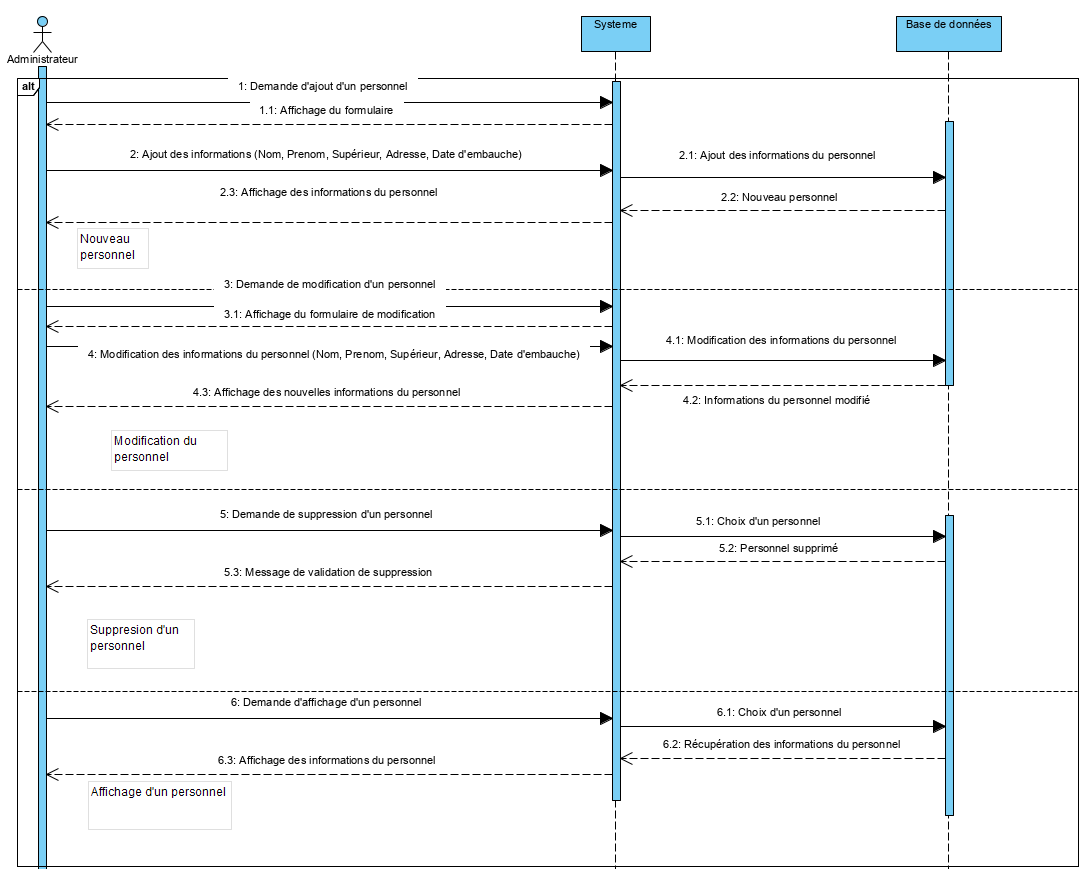 Systeme
Base de données
Administrateur
alt
1: Demande d'ajout d'un personnel
1.1: Affichage du formulaire
2: Ajout des informations (Nom, Prenom, Supérieur, Adresse, Date d'embauche)
2.1: Ajout des informations du personnel
2.3: Affichage des informations du personnel
2.2: Nouveau personnel
Nouveau
personnel
3: Demande de modification d'un personnel
3.1: Affichage du formulaire de modification
4.1: Modification des informations du personnel
4: Modification des informations du personnel (Nom, Prenom, Supérieur, Adresse, Date d'embauche)
4.3: Affichage des nouvelles informations du personnel
4.2: Informations du personnel modifié
Modification du
personnel
5: Demande de suppression d'un personnel
5.1: Choix d'un personnel
5.2: Personnel supprimé
5.3: Message de validation de suppression
Suppresion d'un
personnel
6: Demande d'affichage d'un personnel
6.1: Choix d'un personnel
6.2: Récupération des informations du personnel
6.3: Affichage des informations du personnel
Affichage d'un personnel